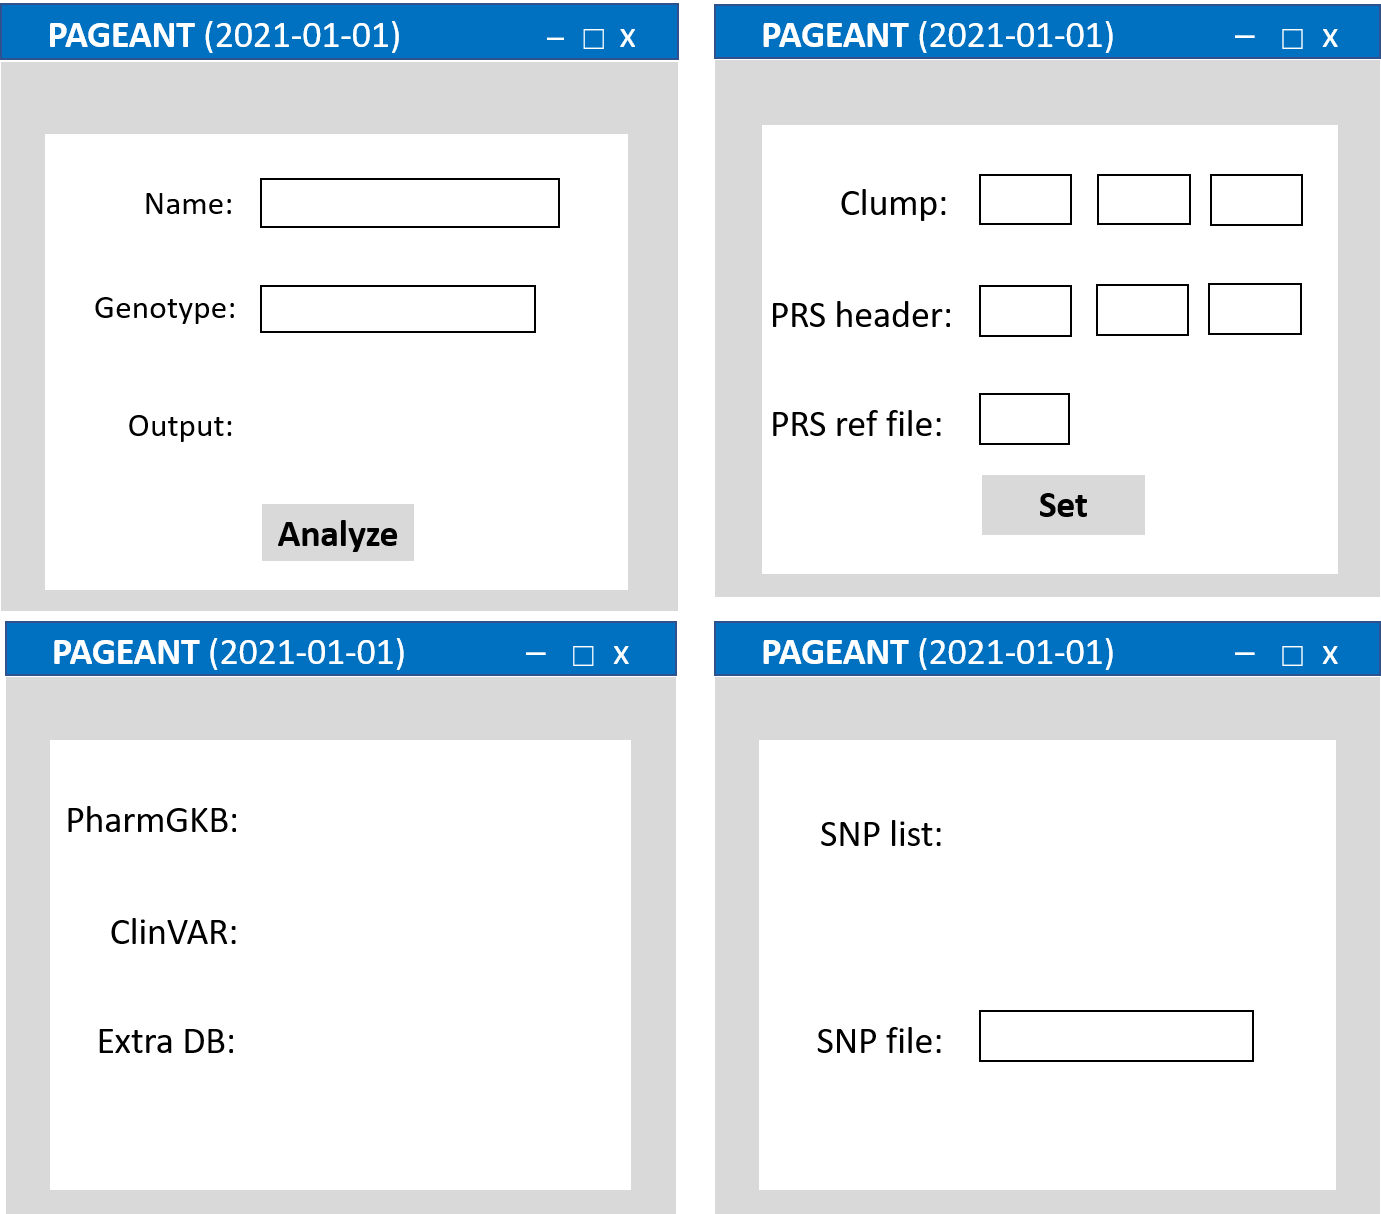 PAGEANT (2021-01-01)
Name:
Genotype:
Output:
Analyze
PAGEANT (2021-01-01)
Clump:
PRS header:
PRS ref file:
Set
PAGEANT (2021-01-01)
PharmGKB:
ClinVAR:
Extra DB:
PAGEANT (2021-01-01)
SNP list:
SNP file: